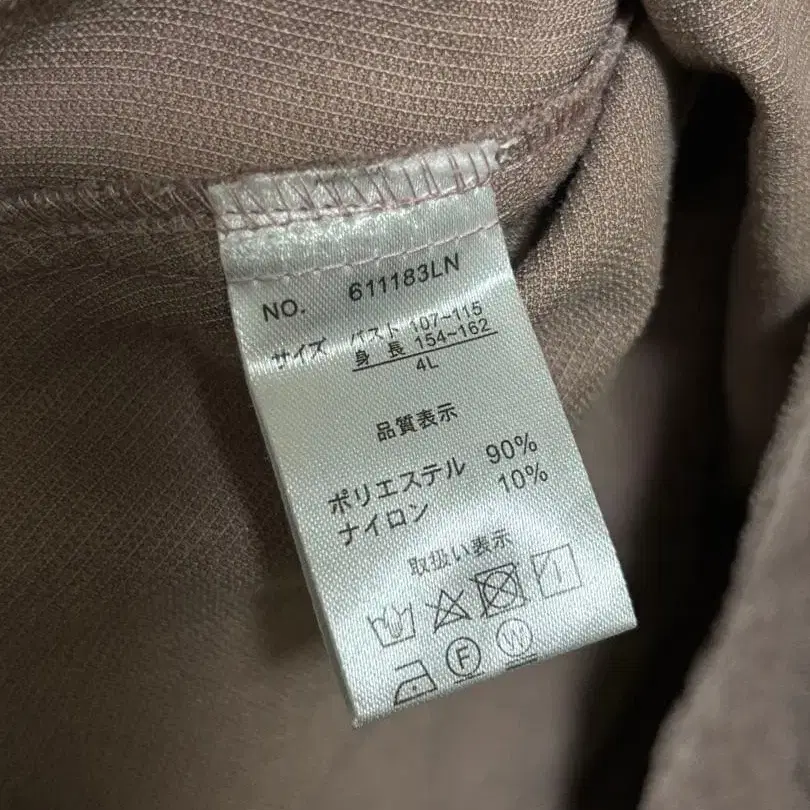 NO. 611183LN
サイズ バスト 107~115
身長 154~162
4L
品質表示
ポリエステル 90%
ナイロン 10%
取扱い表示
F W